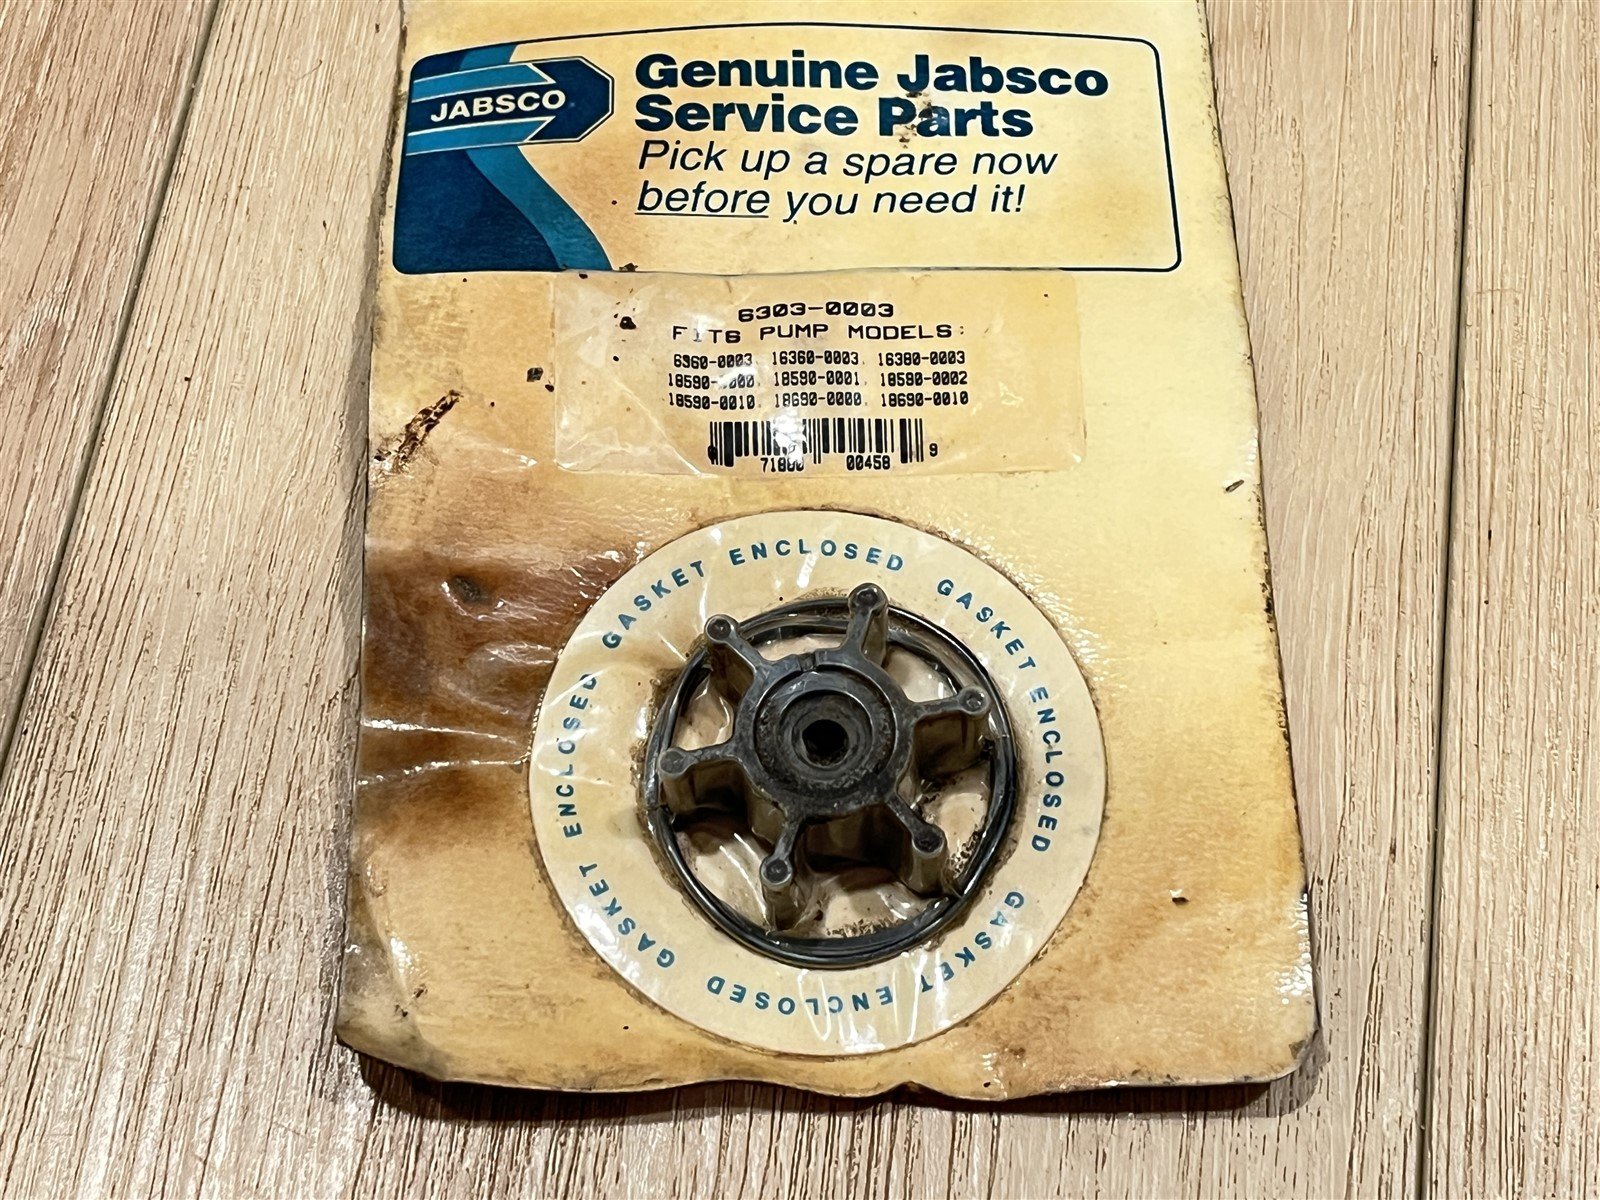 JABSCO
Genuine Jabsco
Service Parts
Pick up a spare now
before you need it!
6303-0003
FITS PUMP MODELS:
6360-0003, 16360-0003, 16380-0003
18590-0000, 18590-0001, 18590-0002
18590-0010, 18690-0000, 18690-0010
00458 9
GASKET ENCLOSED GASKET ENCLOSED GASKET ENCLOSED GASKET ENCLOSED